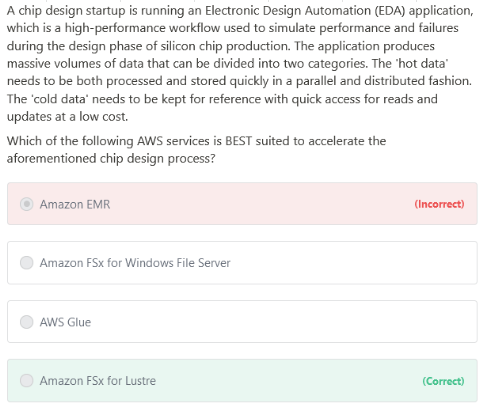 A chip design startup is running an Electronic Design Automation (EDA) application,
which is a high-performance workflow used to simulate performance and failures
during the design phase of silicon chip production. The application produces
massive volumes of data that can be divided into two categories. The 'hot data'
needs to be both processed and stored quickly in a parallel and distributed fashion.
The 'cold data' needs to be kept for reference with quick access for reads and
updates at a low cost.
Which of the following AWS services is BEST suited to accelerate the
aforementioned chip design process?
Amazon EMR (Incorrect)
Amazon FSx for Windows File Server
AWS Glue
Amazon FSx for Lustre (Correct)